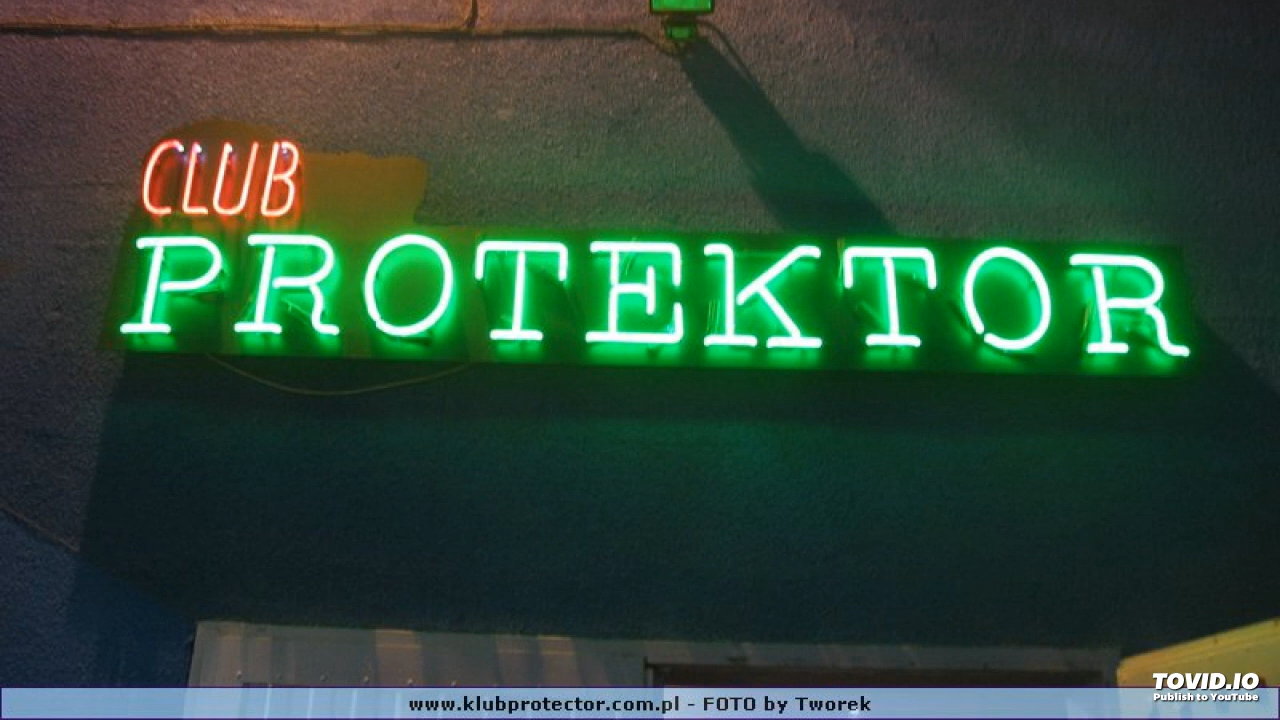 CLUB
PROTEKTOR
www.klubprotector.com.pl - FOTO by Tworek
TOVID.IO
Publish to YouTube